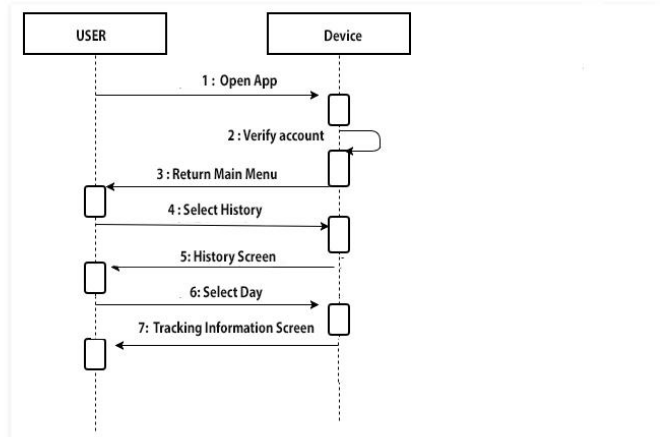 USER
Device
1 : Open App
2 : Verify account
3 : Return Main Menu
4 : Select History
5: History Screen
6: Select Day
7: Tracking Information Screen